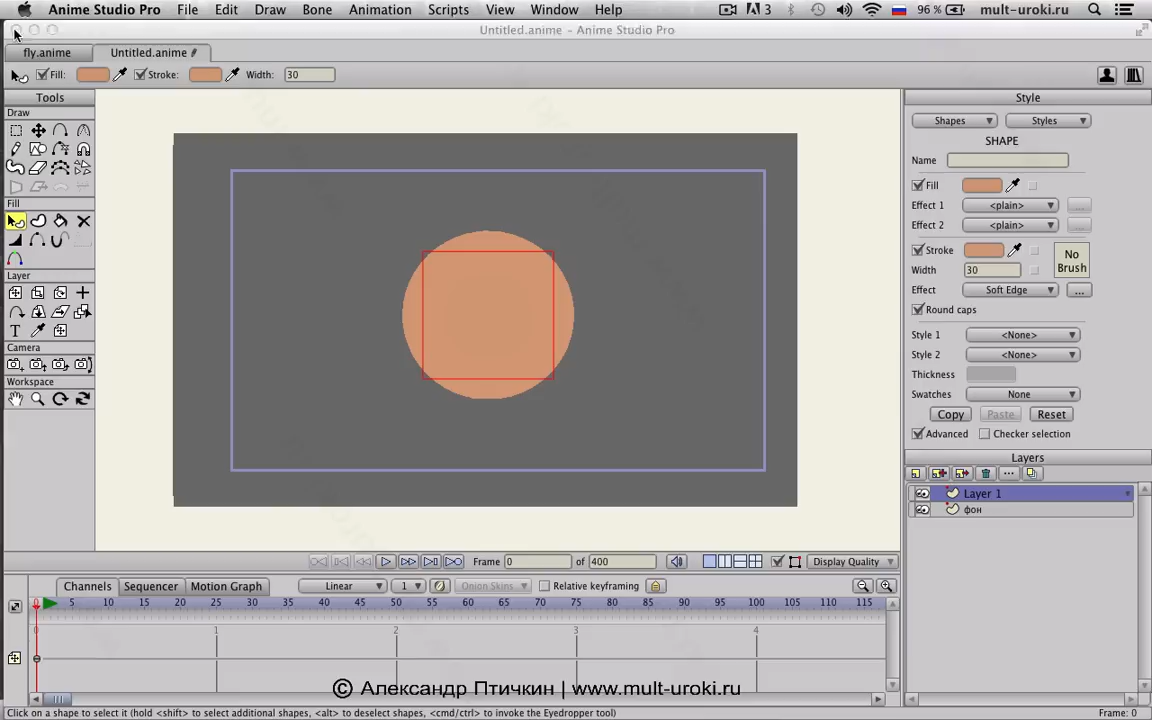 Anime Studio Pro File Edit Draw Bone Animation Scripts View Window Help 3 96 % mult-uroki.ru
Untitled.anime - Anime Studio Pro
fly.anime Untitled.anime
Fill: Stroke: Width: 30
Tools
Draw
Fill
Layer
Camera
Workspace
Style
Shapes Styles
SHAPE
Name
Fill
Effect 1 <plain> ...
Effect 2 <plain> ...
Stroke
No Brush
Width 30
Effect Soft Edge ...
Round caps
Style 1 <None>
Style 2 <None>
Thickness
Swatches None
Copy Paste Reset
Advanced Checker selection
Layers
Layer 1
фон
Frame 0 of 400 Display Quality
Channels Sequencer Motion Graph Linear 1 Onion Skins Relative keyframing
0 5 10 15 20 25 30 35 40 45 50 55 60 65 70 75 80 85 90 95 100 105 110 115
0 1 2 3 4
© Александр Птичкин | www.mult-uroki.ru
Click on a shape to select it (hold <shift> to select additional shapes, <alt> to deselect shapes, <cmd/ctrl> to invoke the Eyedropper tool) Frame: 0